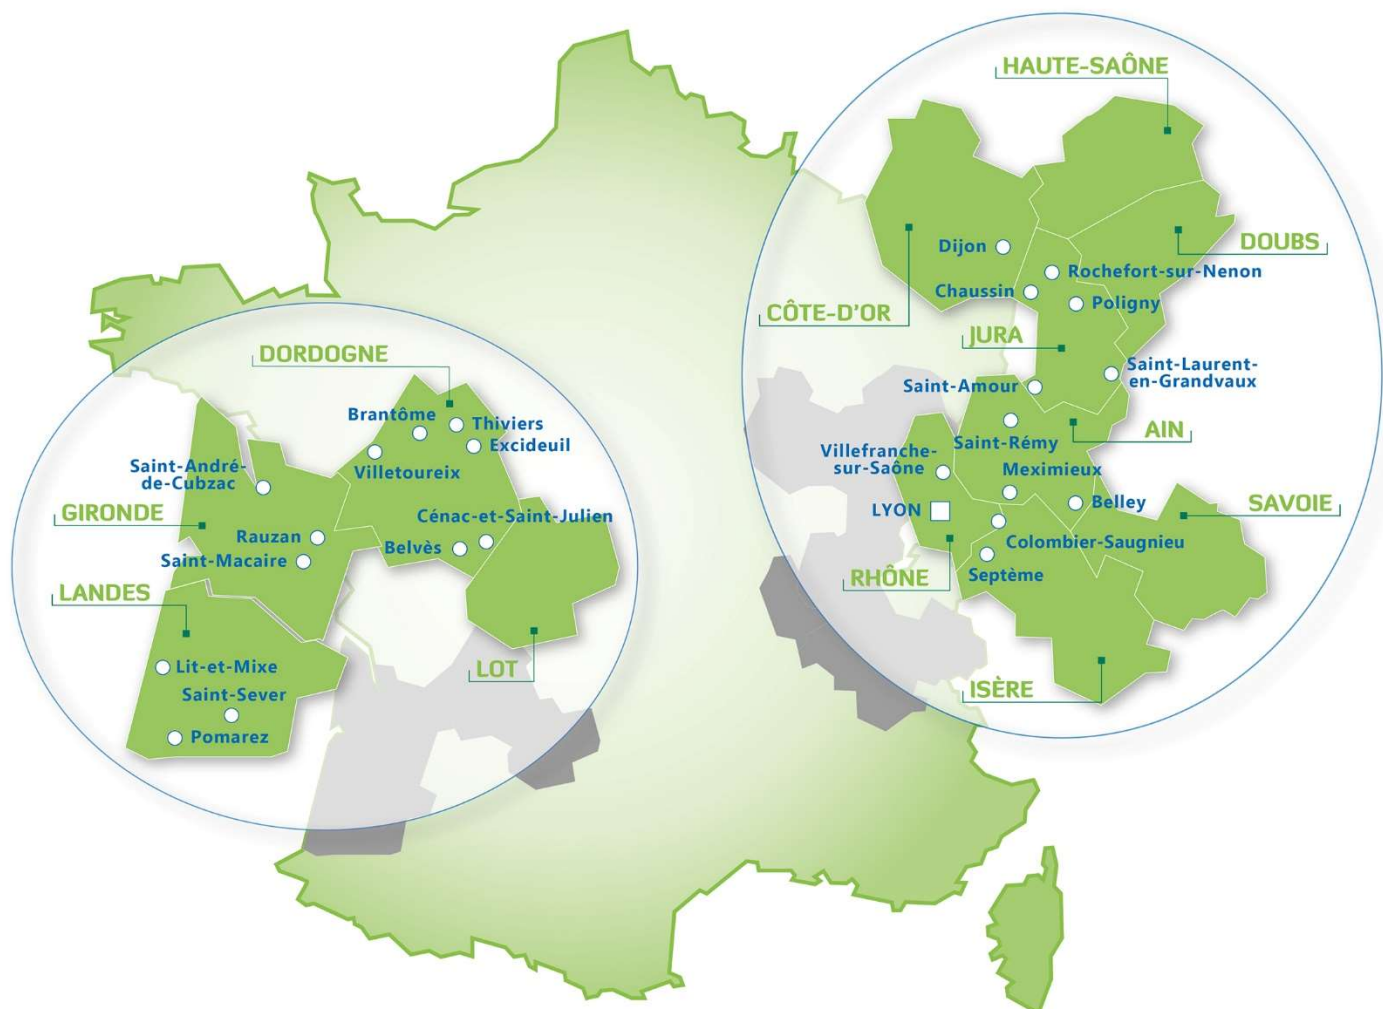 HAUTE-SAÔNE
DOUBS
Dijon
Rochefort-sur-Nenon
Chaussin
Poligny
CÔTE-D'OR
JURA
Saint-Laurent-
en-Grandvaux
Saint-Amour
AIN
Saint-Rémy
Villefranche-
sur-Saône
Meximieux
Belley
SAVOIE
LYON
Colombier-Saugnieu
Septème
RHÔNE
ISÈRE
DORDOGNE
Brantôme
Thiviers
Excideuil
Villetoureix
Saint-André-
de-Cubzac
GIRONDE
Cénac-et-Saint-Julien
Rauzan
Belvès
Saint-Macaire
LANDES
LOT
Lit-et-Mixe
Saint-Sever
Pomarez